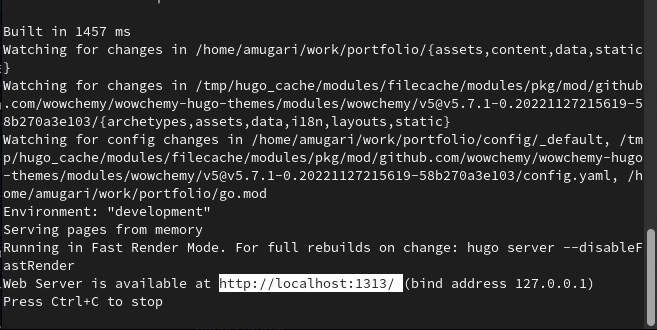 Built in 1457 ms
Watching for changes in /home/amugari/work/portfolio/{assets,content,data,static
}
Watching for changes in /tmp/hugo_cache/modules/filecache/modules/pkg/mod/github
.com/wowchemy/wowchemy-hugo-themes/modules/wowchemy/v5@v5.7.1-0.20221127215619-5
8b270a3e103/{archetypes,assets,data,i18n,layouts,static}
Watching for config changes in /home/amugari/work/portfolio/config/_default, /tm
p/hugo_cache/modules/filecache/modules/pkg/mod/github.com/wowchemy/wowchemy-hugo
-themes/modules/wowchemy/v5@v5.7.1-0.20221127215619-58b270a3e103/config.yaml, /h
ome/amugari/work/portfolio/go.mod
Environment: "development"
Serving pages from memory
Running in Fast Render Mode. For full rebuilds on change: hugo server --disableF
astRender
Web Server is available at http://localhost:1313/ (bind address 127.0.0.1)
Press Ctrl+C to stop